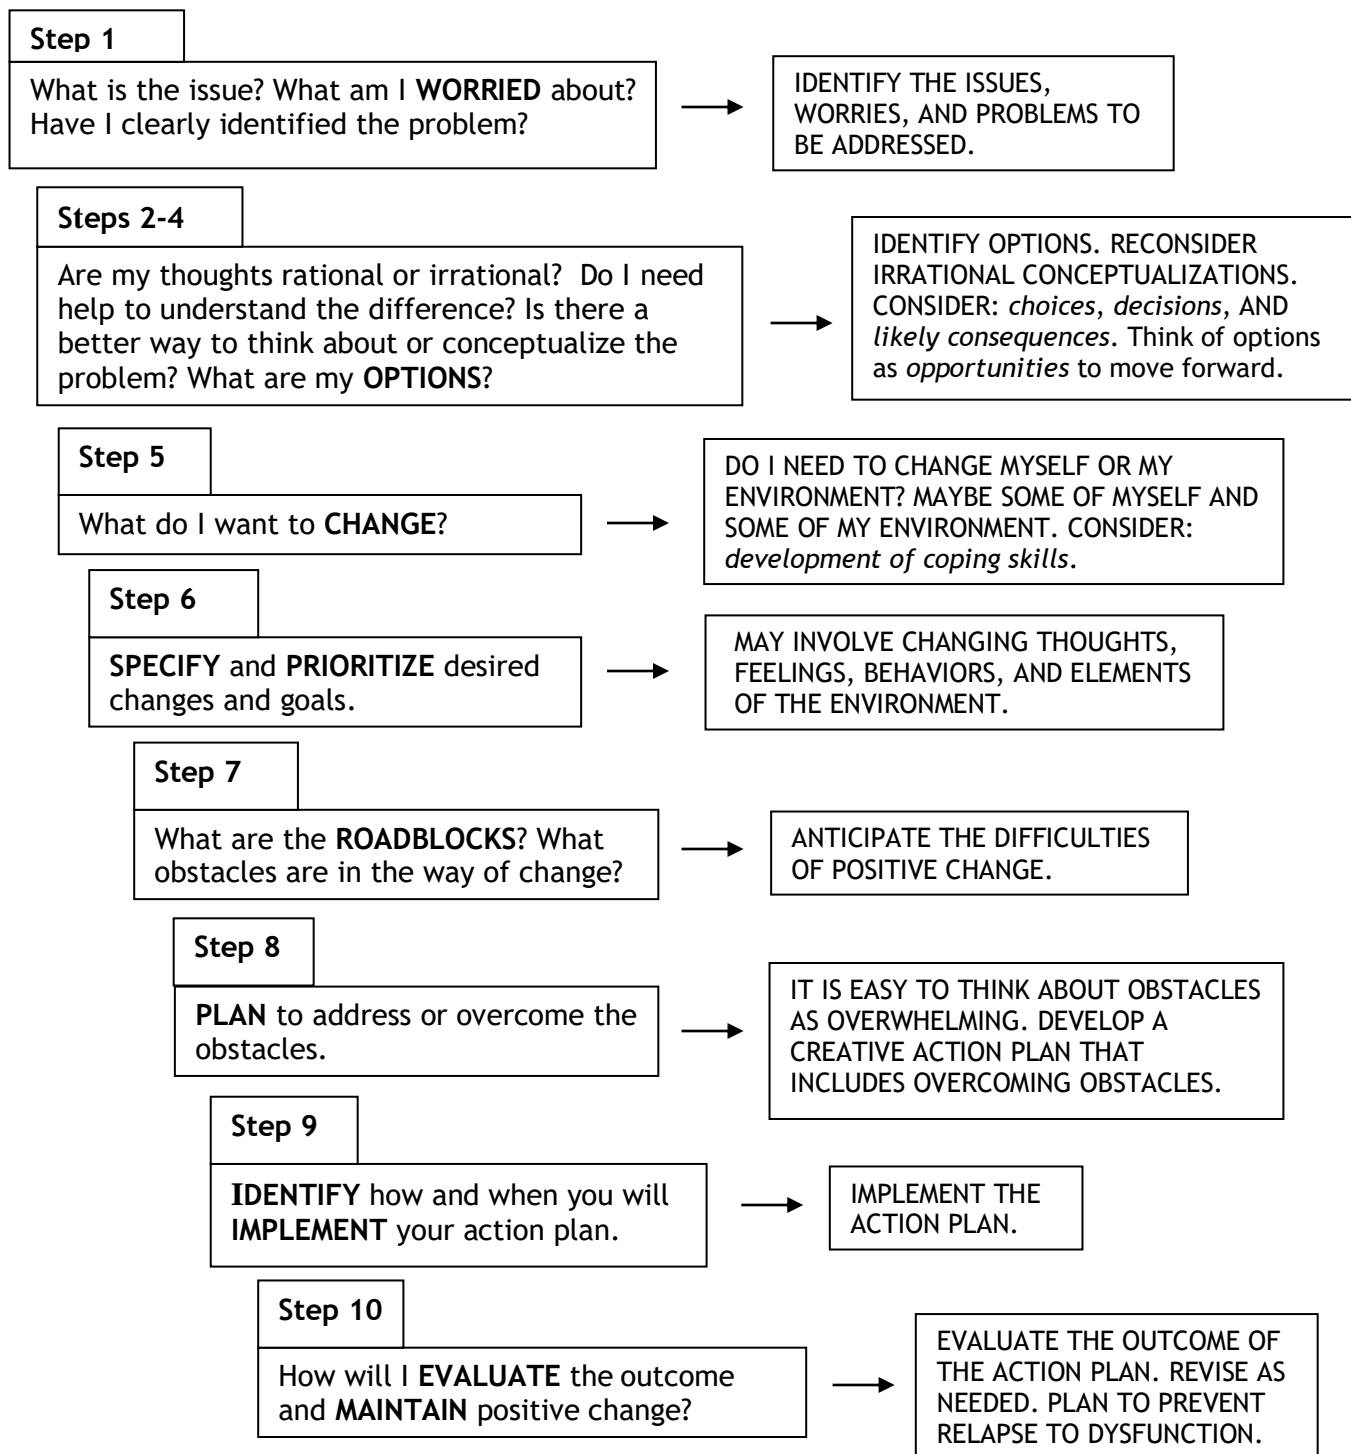 Step 1
What is the issue? What am I WORRIED about?
Have I clearly identified the problem?
IDENTIFY THE ISSUES,
WORRIES, AND PROBLEMS TO
BE ADDRESSED.
Steps 2-4
Are my thoughts rational or irrational?  Do I need
help to understand the difference? Is there a
better way to think about or conceptualize the
problem? What are my OPTIONS?
IDENTIFY OPTIONS. RECONSIDER
IRRATIONAL CONCEPTUALIZATIONS.
CONSIDER: choices, decisions, AND
likely consequences. Think of options
as opportunities to move forward.
Step 5
What do I want to CHANGE?
DO I NEED TO CHANGE MYSELF OR MY
ENVIRONMENT? MAYBE SOME OF MYSELF AND
SOME OF MY ENVIRONMENT. CONSIDER:
development of coping skills.
Step 6
SPECIFY and PRIORITIZE desired
changes and goals.
MAY INVOLVE CHANGING THOUGHTS,
FEELINGS, BEHAVIORS, AND ELEMENTS
OF THE ENVIRONMENT.
Step 7
What are the ROADBLOCKS? What
obstacles are in the way of change?
ANTICIPATE THE DIFFICULTIES
OF POSITIVE CHANGE.
Step 8
PLAN to address or overcome the
obstacles.
IT IS EASY TO THINK ABOUT OBSTACLES
AS OVERWHELMING. DEVELOP A
CREATIVE ACTION PLAN THAT
INCLUDES OVERCOMING OBSTACLES.
Step 9
IDENTIFY how and when you will
IMPLEMENT your action plan.
IMPLEMENT THE
ACTION PLAN.
Step 10
How will I EVALUATE the outcome
and MAINTAIN positive change?
EVALUATE THE OUTCOME OF
THE ACTION PLAN. REVISE AS
NEEDED. PLAN TO PREVENT
RELAPSE TO DYSFUNCTION.